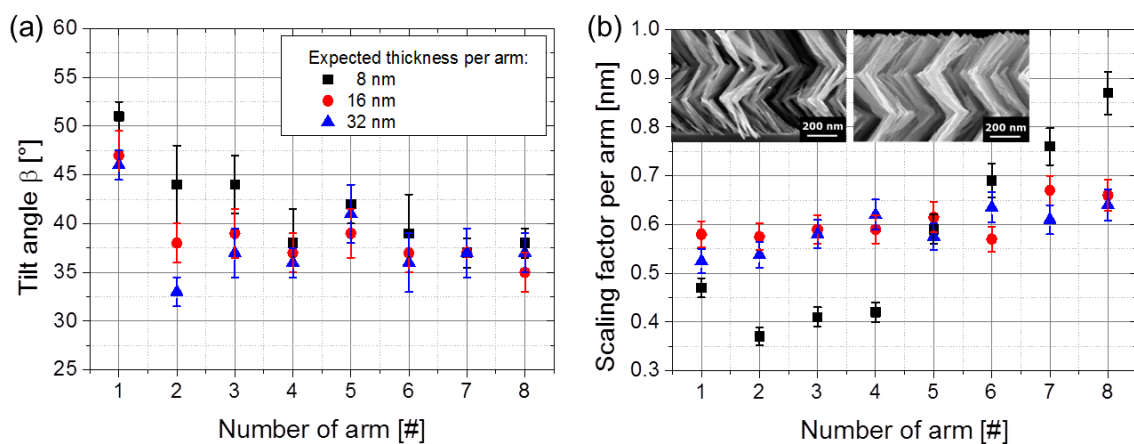 (a)
60
55
50
45
40
35
30
25
Tilt angle β [°]
Expected thickness per arm:
8 nm
16 nm
32 nm
1 2 3 4 5 6 7 8
Number of arm [#]
(b)
1.0
0.9
0.8
0.7
0.6
0.5
0.4
0.3
Scaling factor per arm [nm]
200 nm
200 nm
1 2 3 4 5 6 7 8
Number of arm [#]